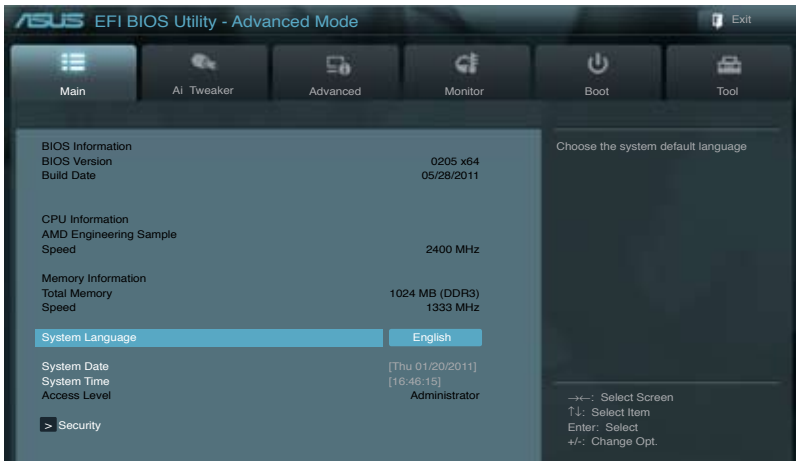 ASUS EFI BIOS Utility - Advanced Mode
Exit
Main Ai Tweaker Advanced Monitor Boot Tool
BIOS Information
BIOS Version 0205 x64
Build Date 05/28/2011
CPU Information
AMD Engineering Sample
Speed 2400 MHz
Memory Information
Total Memory 1024 MB (DDR3)
Speed 1333 MHz
System Language English
System Date [Thu 01/20/2011]
System Time [16:46:15]
Access Level Administrator
> Security
Choose the system default language
→←: Select Screen
↑↓: Select Item
Enter: Select
+/-: Change Opt.